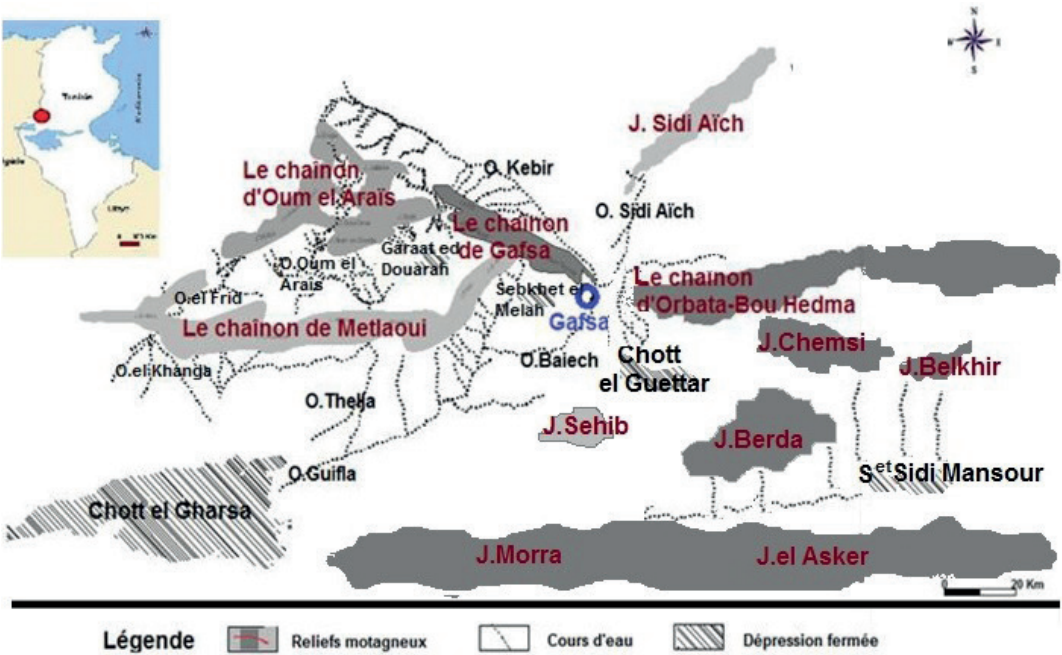 Tunisie
N
S
J. Sidi Aïch
O. Kebir
Le chaînon
d'Oum el Araïs
O. Sidi Aïch
Le chaînon
de Gafsa
Garaat ed
Douarah
O.Oum el
Araïs
Le chaînon
d'Orbata-Bou Hedma
Sebkhet el
Melah
O.el Frid
Gafsa
Le chaînon de Metlaoui
J.Chemsi
O.Baiech
Chott
el Guettar
J.Belkhir
O.el Khanga
O.Thelja
J.Sehib
J.Berda
O.Guifla
Set Sidi Mansour
Chott el Gharsa
J.Morra
J.el Asker
0 20 Km
Légende
Reliefs motagneux
Cours d'eau
Dépression fermée